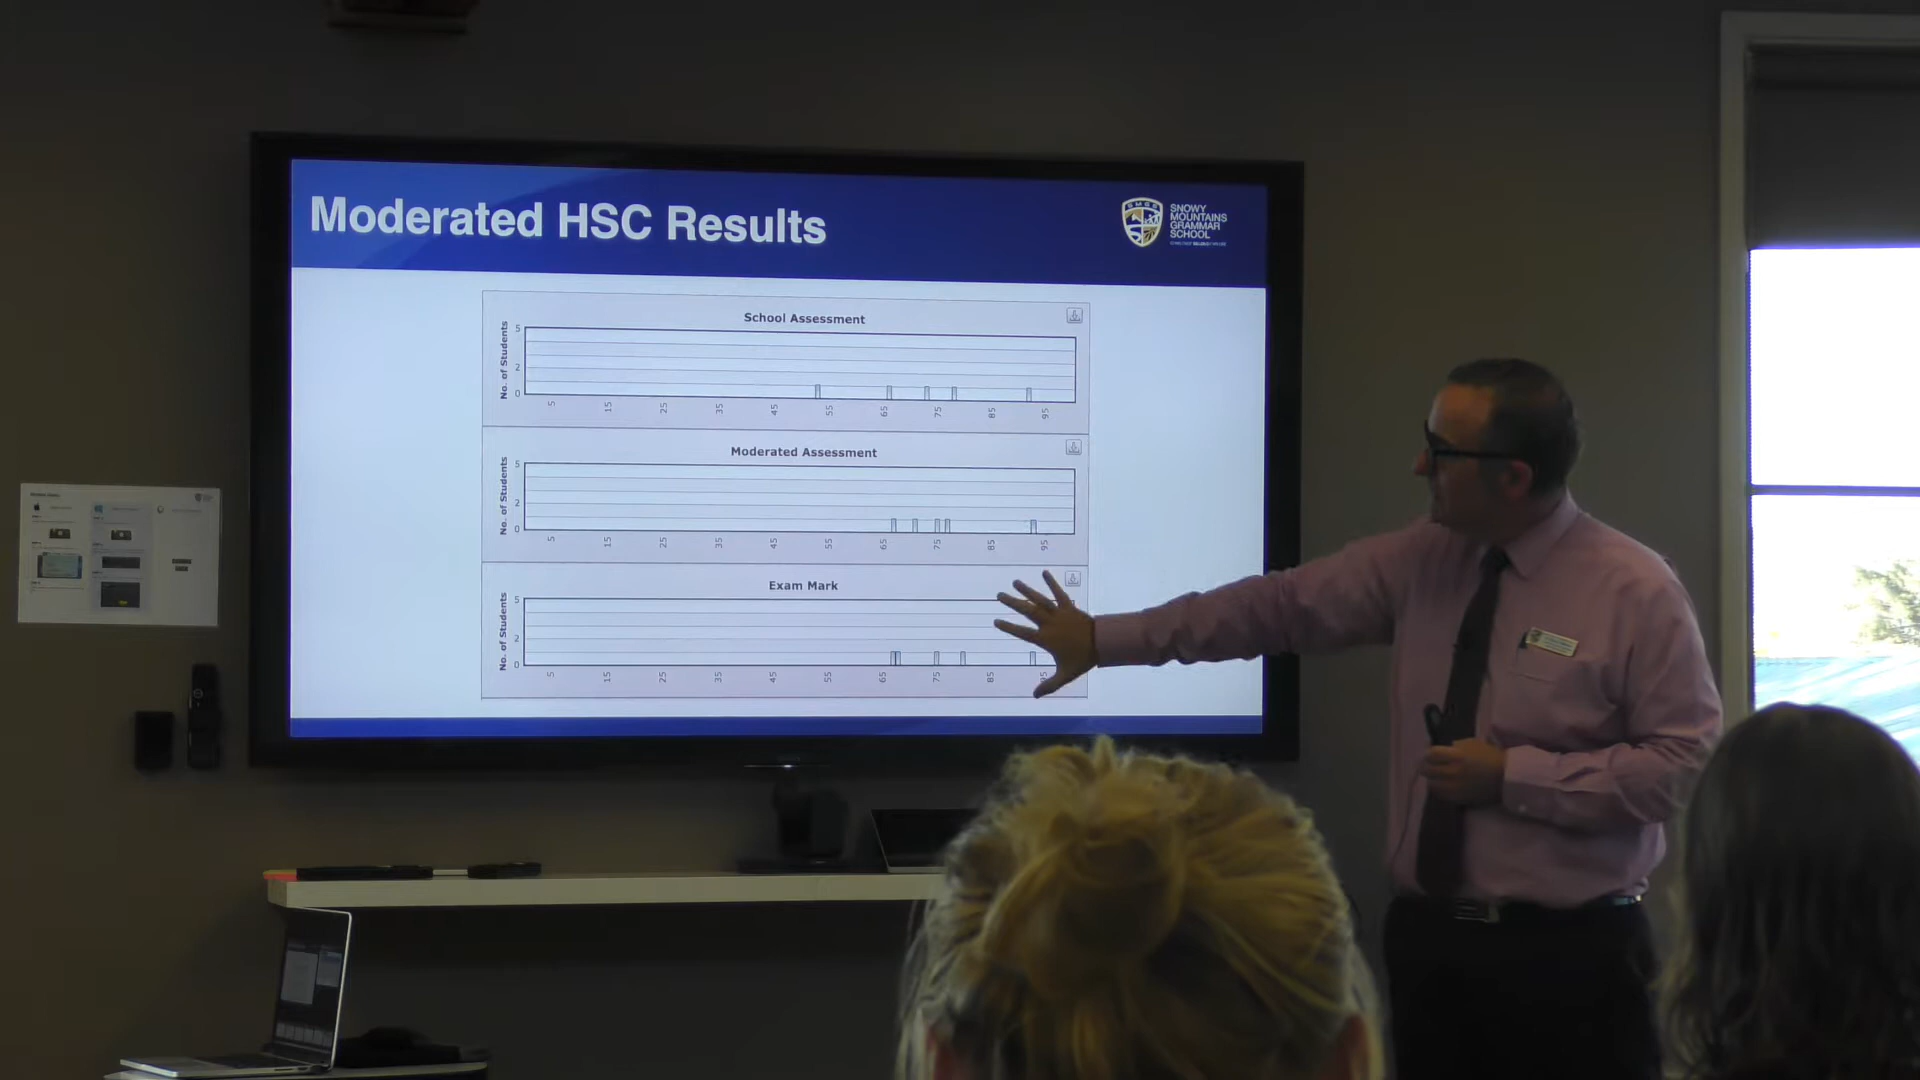 Moderated HSC Results
SNOWY
MOUNTAINS
GRAMMAR
SCHOOL
School Assessment
No. of Students
5
2
0
5 15 25 35 45 55 65 75 85 95
Moderated Assessment
No. of Students
5
2
0
5 15 25 35 45 55 65 75 85 95
Exam Mark
No. of Students
5
2
0
5 15 25 35 45 55 65 75 85 95